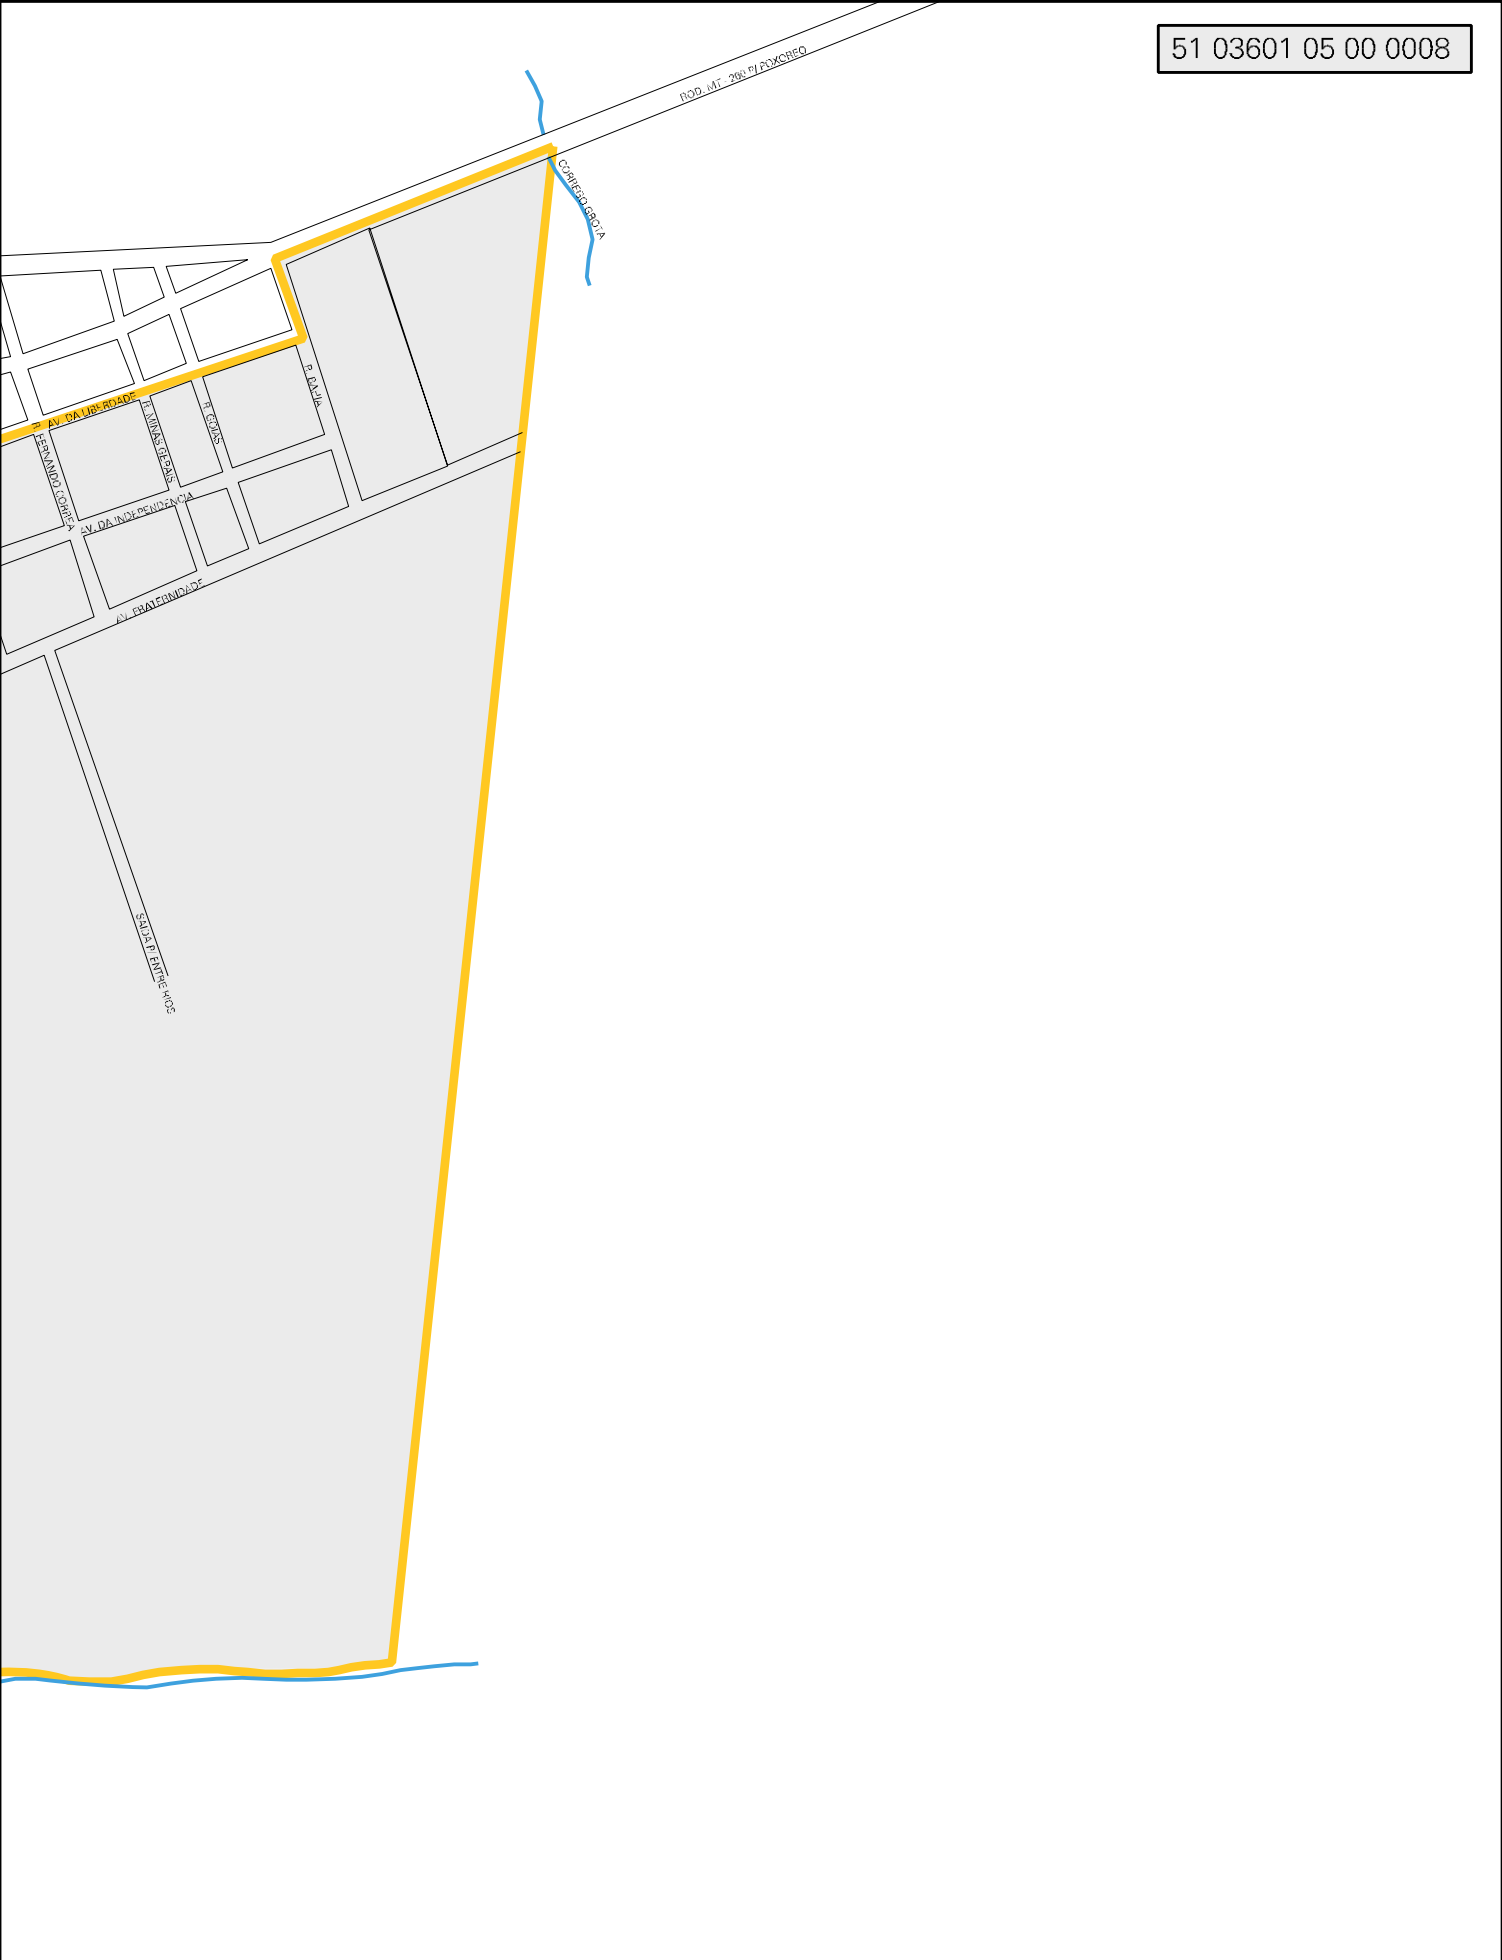 51 03601 05 00 0008
ROD. MT - 260 P/ POXOREO
CORREGO GROTA
R. BAHIA
AV. DA LIBERDADE
R. MINAS GERAIS
R. GOIAS
R. FERNANDO CORREA
AV. DA INDEPENDENCIA
AV. FRATERNIDADE
SAIDA P/ ENTRE RIOS